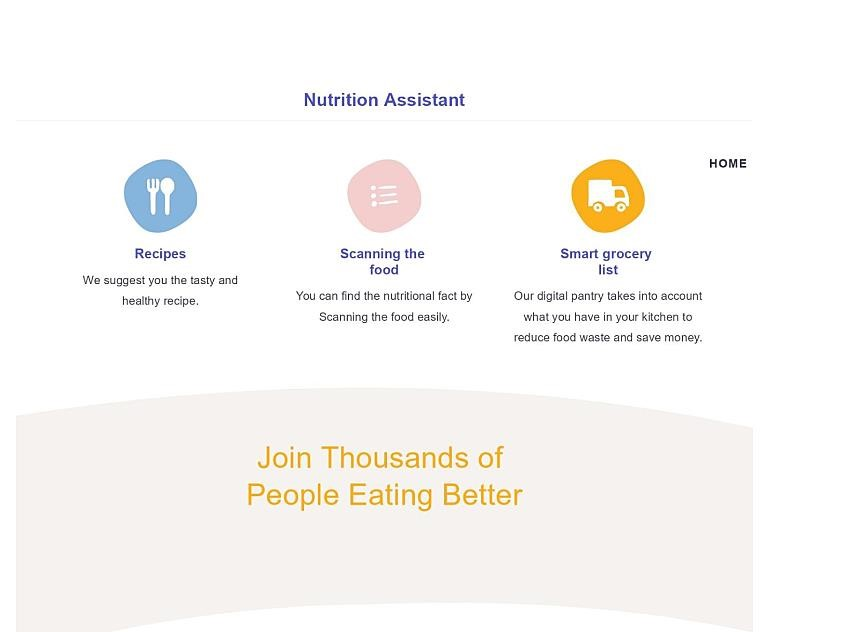 Nutrition Assistant
HOME
Recipes
We suggest you the tasty and
healthy recipe.
Scanning the
food
You can find the nutritional fact by
Scanning the food easily.
Smart grocery
list
Our digital pantry takes into account
what you have in your kitchen to
reduce food waste and save money.
Join Thousands of
People Eating Better